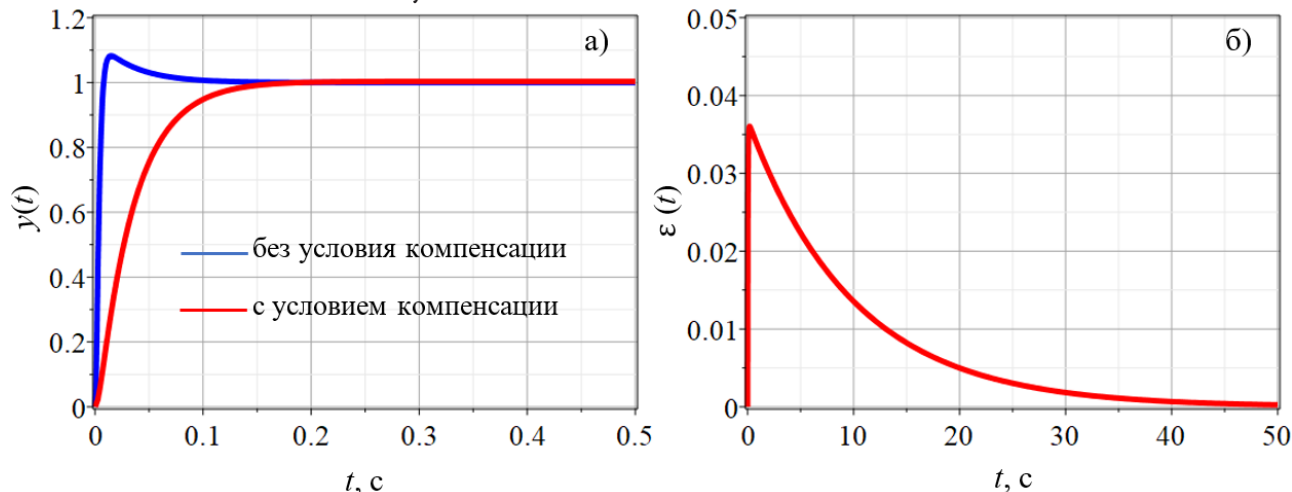 а)
1.2
1
0.8
0.6
0.4
0.2
0
y(t)
без условия компенсации
с условием компенсации
0 0.1 0.2 0.3 0.4 0.5
t, с
б)
0.05
0.04
0.03
0.02
0.01
0
ε (t)
0 10 20 30 40 50
t, с